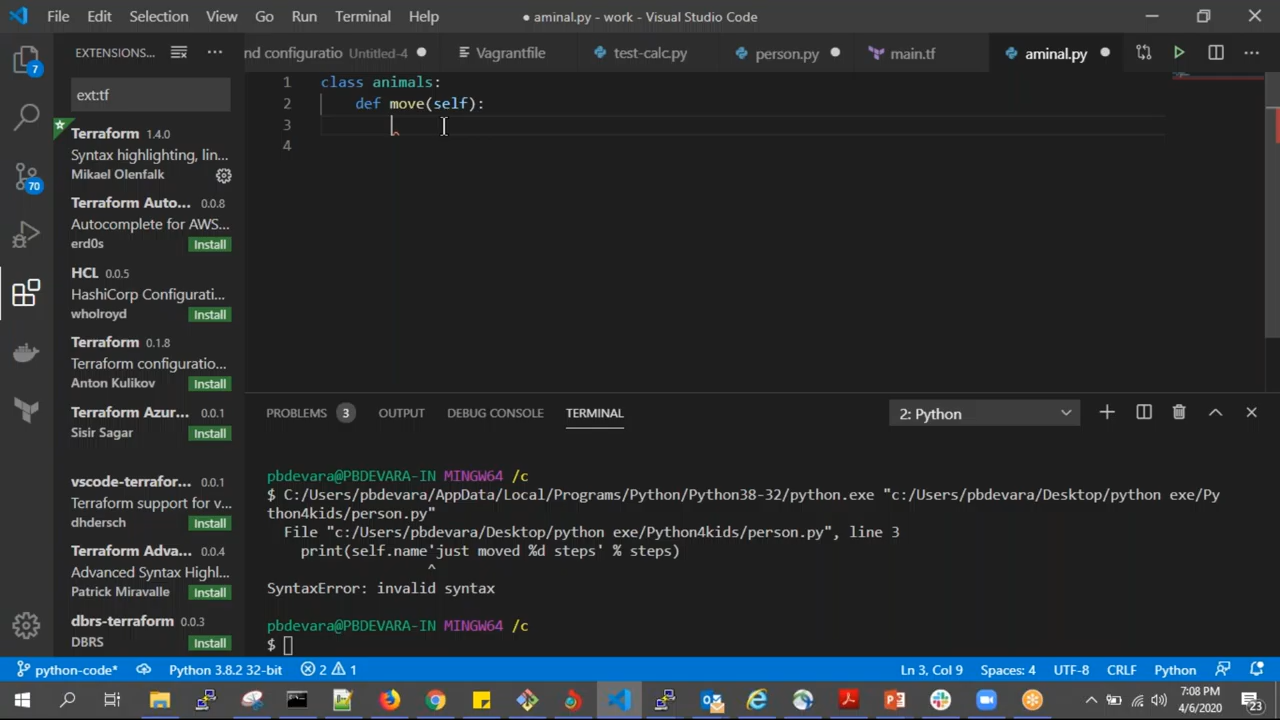 File Edit Selection View Go Run Terminal Help
● aminal.py - work - Visual Studio Code
EXTENSIONS...
nd configuratio Untitled-4
Vagrantfile
test-calc.py
person.py
main.tf
aminal.py
ext:tf
Terraform 1.4.0
Syntax highlighting, lin...
Mikael Olenfalk
Terraform Auto... 0.0.8
Autocomplete for AWS...
erd0s Install
HCL 0.0.5
HashiCorp Configurati...
wholroyd Install
Terraform 0.1.8
Terraform configuratio...
Anton Kulikov Install
Terraform Azur... 0.0.1
Sisir Sagar Install
vscode-terrafor... 0.0.1
Terraform support for v...
dhdersch Install
Terraform Adva... 0.0.4
Advanced Syntax Highl...
Patrick Miravalle Install
dbrs-terraform 0.0.3
DBRS Install
7
70
1 class animals:
2 def move(self):
3
4
PROBLEMS 3 OUTPUT DEBUG CONSOLE TERMINAL
2: Python
pbdevara@PBDEVARA-IN MINGW64 /c
$ C:/Users/pbdevara/AppData/Local/Programs/Python/Python38-32/python.exe "c:/Users/pbdevara/Desktop/python exe/Py
thon4kids/person.py"
File "c:/Users/pbdevara/Desktop/python exe/Python4kids/person.py", line 3
print(self.name'just moved %d steps' % steps)
^
SyntaxError: invalid syntax
pbdevara@PBDEVARA-IN MINGW64 /c
$
python-code* Python 3.8.2 32-bit 2 1
Ln 3, Col 9 Spaces: 4 UTF-8 CRLF Python
7:08 PM
4/6/2020
23